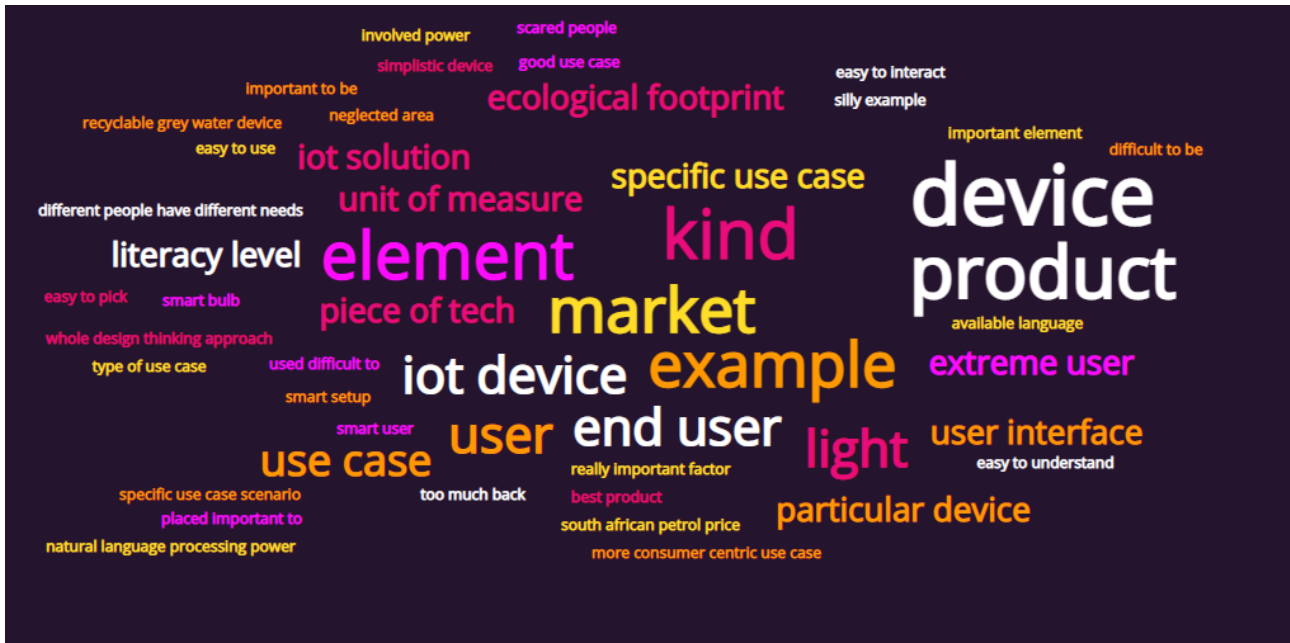 scared people
involved power
simplistic device
good use case
easy to interact
important to be
ecological footprint
silly example
neglected area
recyclable grey water device
important element
easy to use
iot solution
difficult to be
specific use case
device
unit of measure
different people have different needs
kind
literacy level
element
product
easy to pick
smart bulb
piece of tech
market
available language
whole design thinking approach
type of use case
used difficult to
iot device
example
extreme user
smart setup
smart user
user
end user
user interface
use case
light
easy to understand
really important factor
specific use case scenario
too much back
best product
particular device
placed important to
south african petrol price
natural language processing power
more consumer centric use case